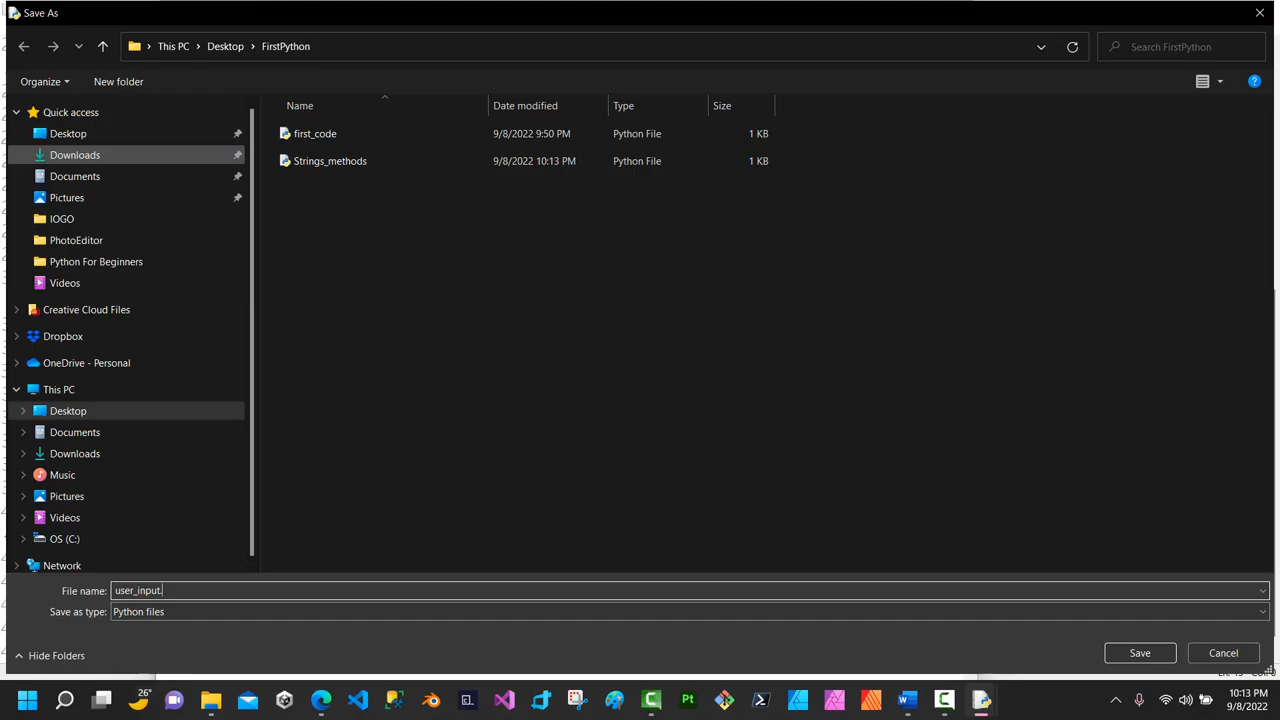 Save As
This PC Desktop FirstPython
Search FirstPython
Organize New folder
Name Date modified Type Size
Quick access
Desktop
Downloads
Documents
Pictures
IOGO
PhotoEditor
Python For Beginners
Videos
Creative Cloud Files
Dropbox
OneDrive - Personal
This PC
Desktop
Documents
Downloads
Music
Pictures
Videos
OS (C:)
Network
first_code 9/8/2022 9:50 PM Python File 1 KB
Strings_methods 9/8/2022 10:13 PM Python File 1 KB
File name: user_input.
Save as type: Python files
Hide Folders
Save Cancel
26°
Pt
10:13 PM
9/8/2022